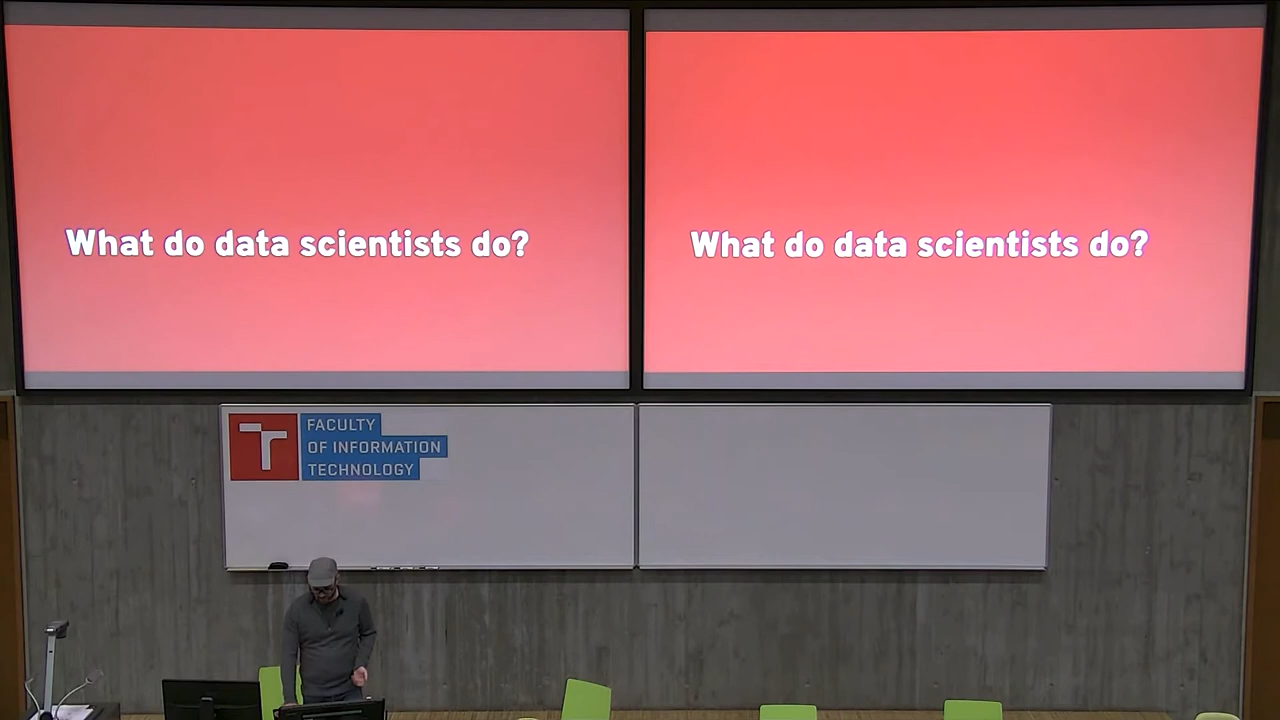 What do data scientists do?
What do data scientists do?
FACULTY
OF INFORMATION
TECHNOLOGY